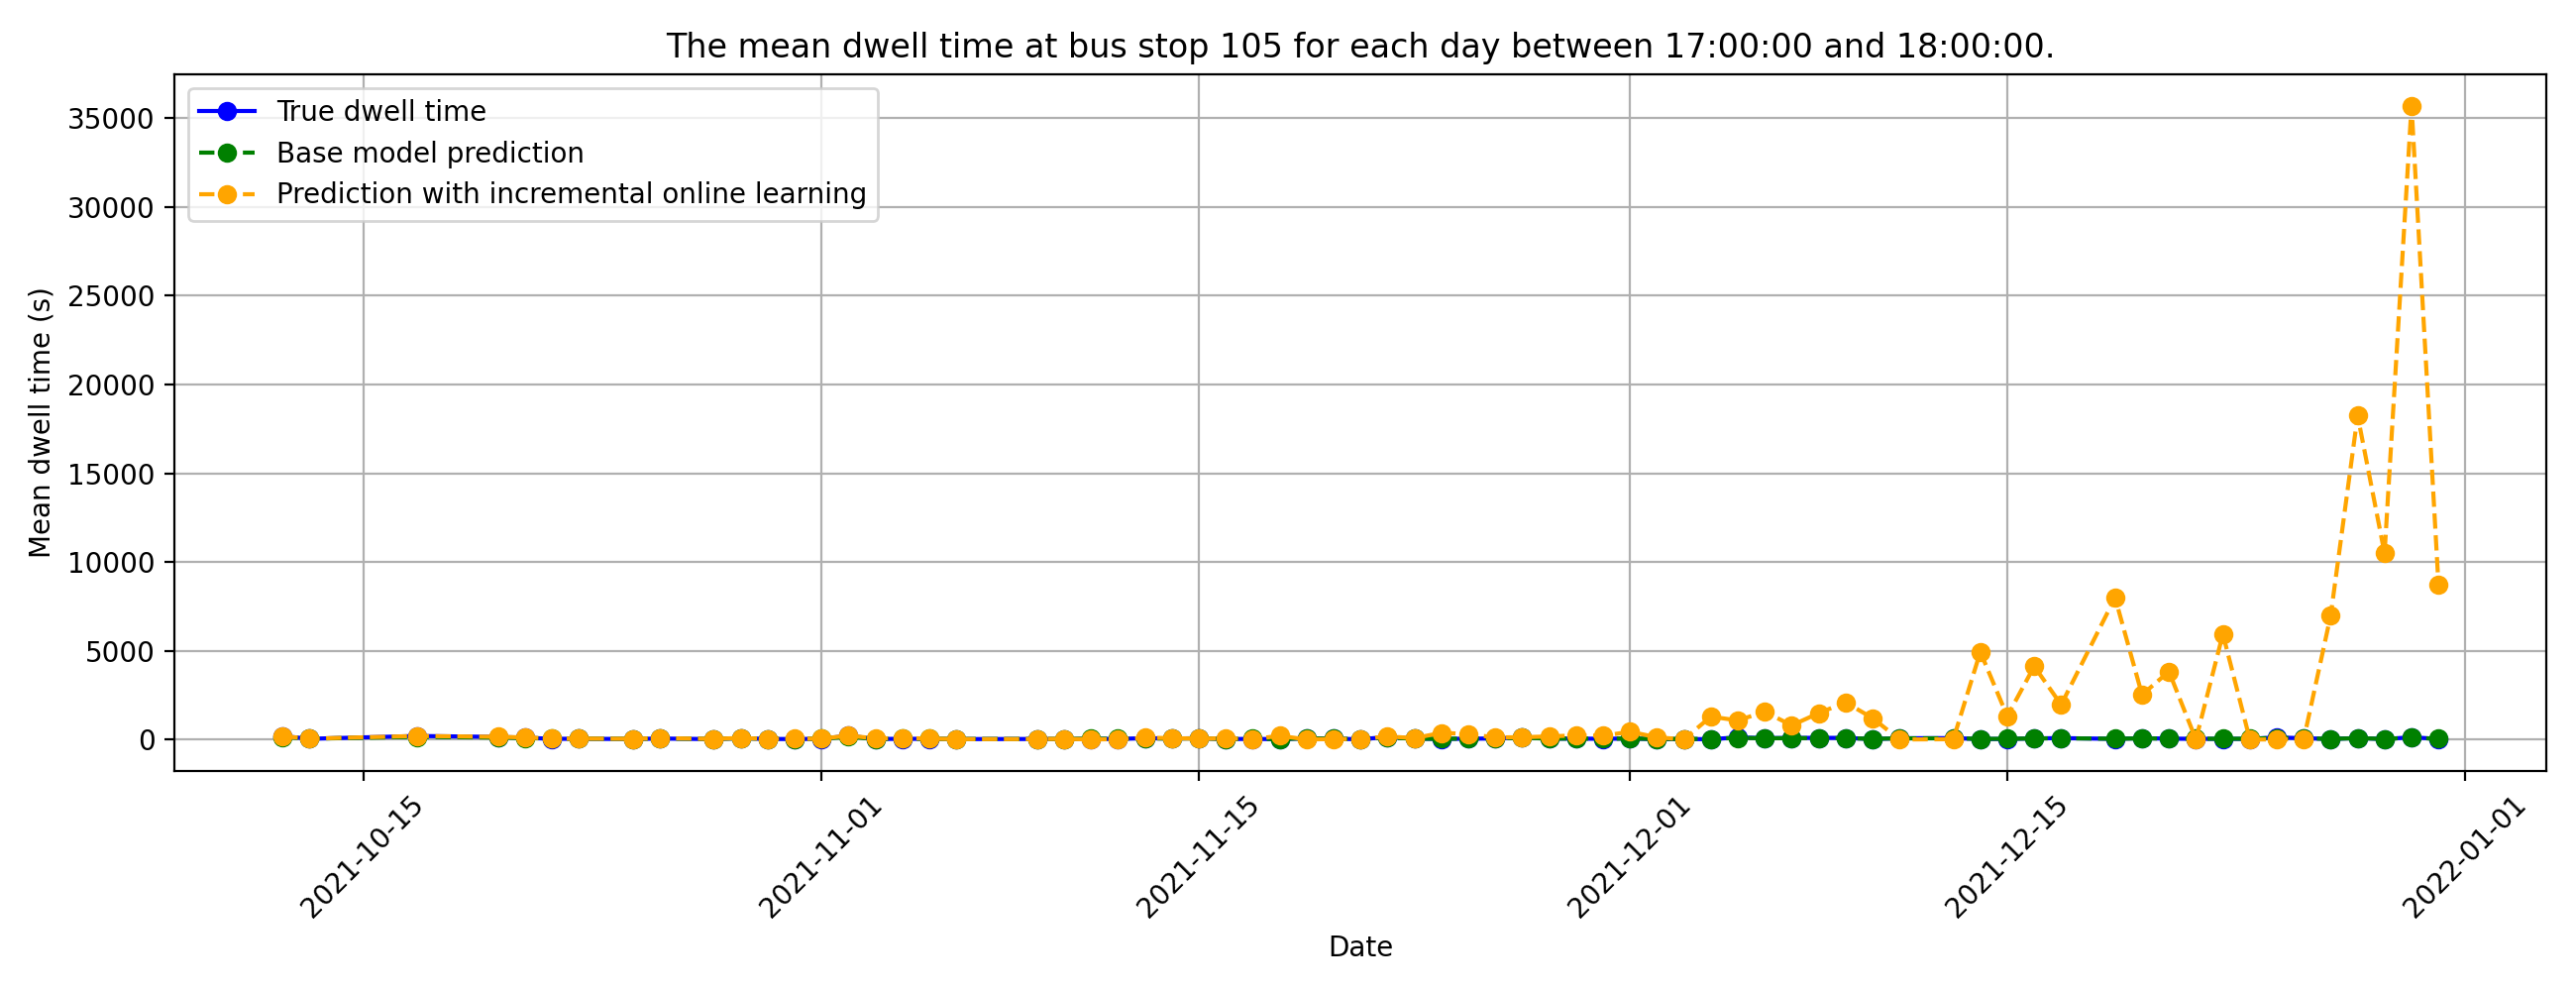 The mean dwell time at bus stop 105 for each day between 17:00:00 and 18:00:00.
True dwell time
Base model prediction
Prediction with incremental online learning
Mean dwell time (s)
35000
30000
25000
20000
15000
10000
5000
0
2021-10-15
2021-11-01
2021-11-15
2021-12-01
2021-12-15
2022-01-01
Date